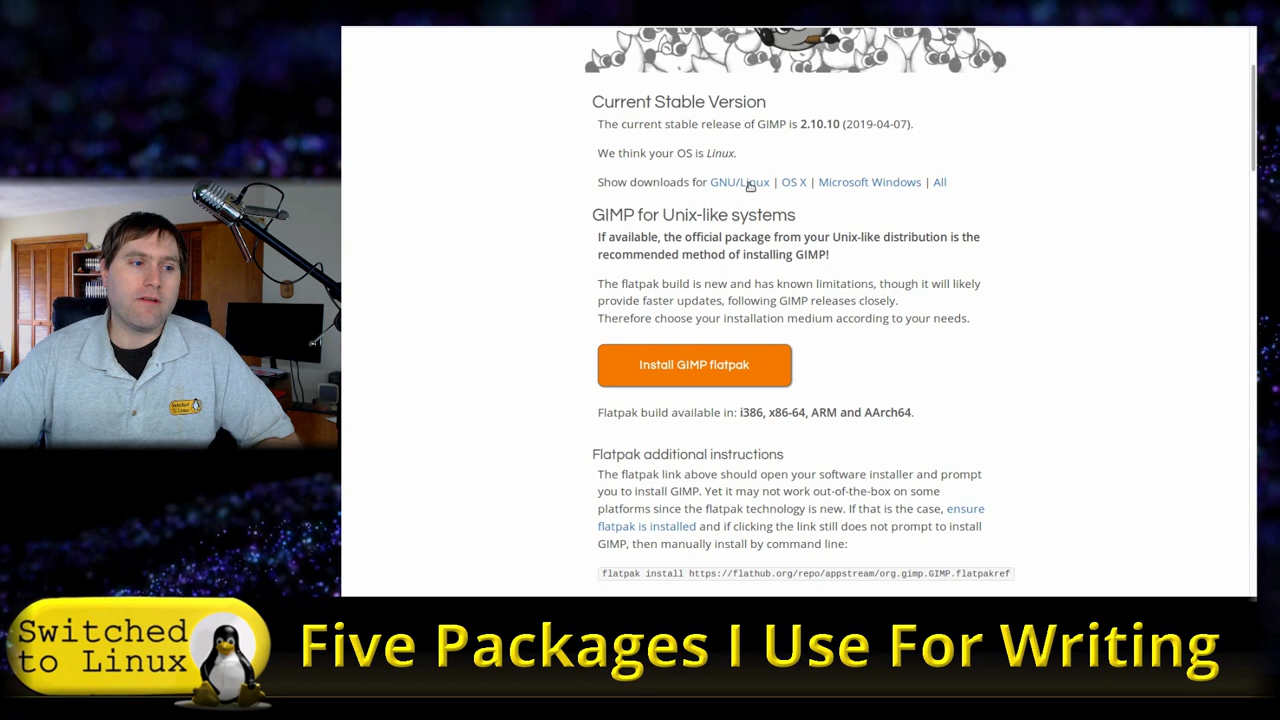 Current Stable Version
The current stable release of GIMP is 2.10.10 (2019-04-07).
We think your OS is Linux.
Show downloads for GNU/Linux | OS X | Microsoft Windows | All
GIMP for Unix-like systems
If available, the official package from your Unix-like distribution is the
recommended method of installing GIMP!
The flatpak build is new and has known limitations, though it will likely
provide faster updates, following GIMP releases closely.
Therefore choose your installation medium according to your needs.
Install GIMP flatpak
Flatpak build available in: i386, x86-64, ARM and AArch64.
Flatpak additional instructions
The flatpak link above should open your software installer and prompt
you to install GIMP. Yet it may not work out-of-the-box on some
platforms since the flatpak technology is new. If that is the case, ensure
flatpak is installed and if clicking the link still does not prompt to install
GIMP, then manually install by command line:
flatpak install https://flathub.org/repo/appstream/org.gimp.GIMP.flatpakref
Switched
to Linux
Five Packages I Use For Writing